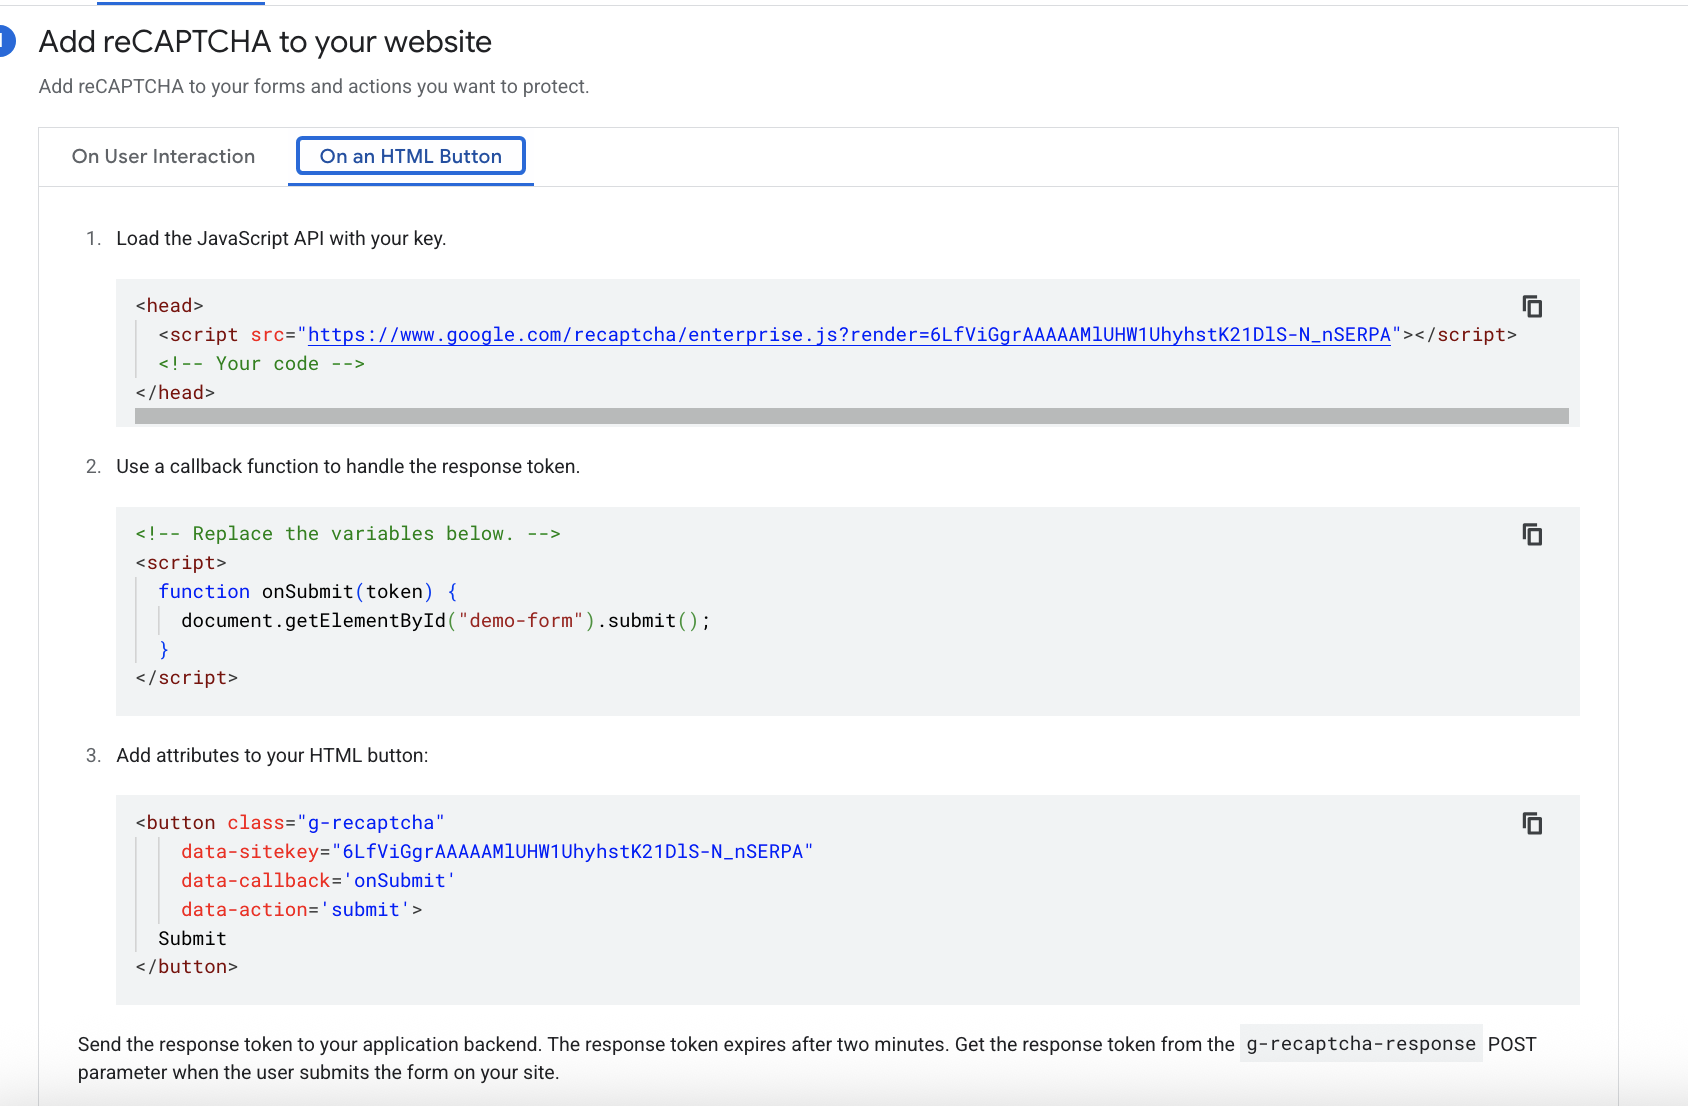 Add reCAPTCHA to your website
Add reCAPTCHA to your forms and actions you want to protect.
On User Interaction
On an HTML Button
1. Load the JavaScript API with your key.
<head>
<script src="https://www.google.com/recaptcha/enterprise.js?render=6LfViGgrAAAAAMlUHW1UhyhstK21DlS-N_nSERPA"></script>
<!-- Your code -->
</head>
2. Use a callback function to handle the response token.
<!-- Replace the variables below. -->
<script>
function onSubmit(token) {
document.getElementById("demo-form").submit();
}
</script>
3. Add attributes to your HTML button:
<button class="g-recaptcha"
data-sitekey="6LfViGgrAAAAAMlUHW1UhyhstK21DlS-N_nSERPA"
data-callback='onSubmit'
data-action='submit'>
Submit
</button>
Send the response token to your application backend. The response token expires after two minutes. Get the response token from the g-recaptcha-response POST
parameter when the user submits the form on your site.